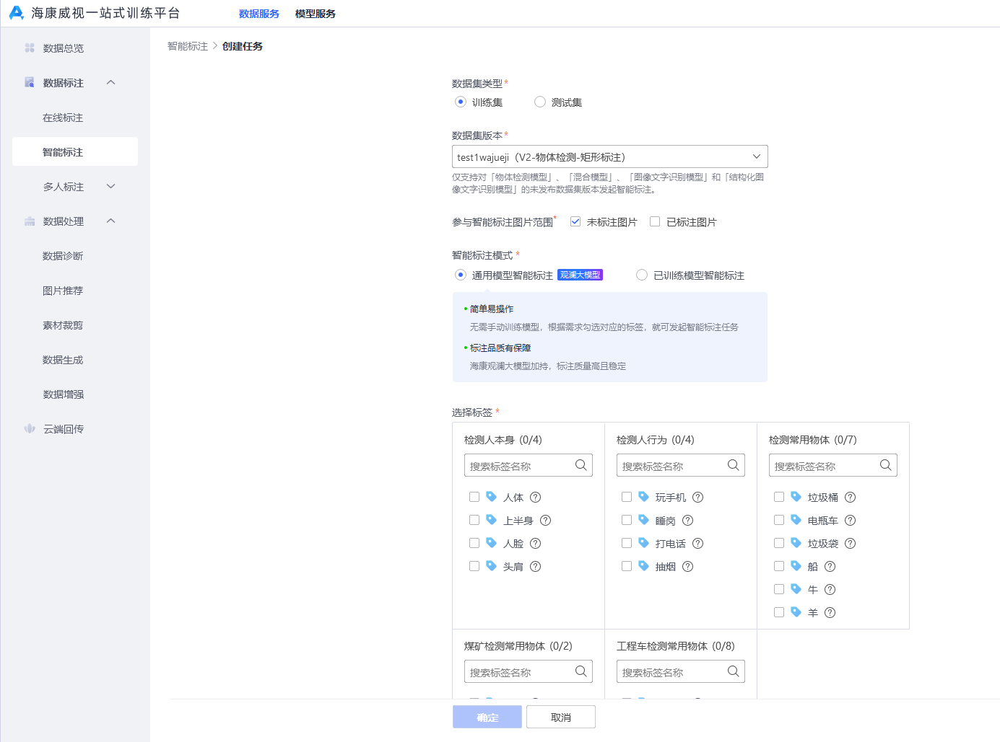 海康威视一站式训练平台
数据服务
模型服务
数据总览
数据标注
在线标注
智能标注
多人标注
数据处理
数据诊断
图片推荐
素材裁剪
数据生成
数据增强
云端回传
智能标注 > 创建任务
数据集类型*
训练集
测试集
数据集版本*
test1wajueji（V2-物体检测-矩形标注）
仅支持对「物体检测模型」、「混合模型」、「图像文字识别模型」和「结构化图
像文字识别模型」的未发布数据集版本发起智能标注。
参与智能标注图片范围*
未标注图片
已标注图片
智能标注模式 *
通用模型智能标注 观澜大模型
已训练模型智能标注
• 简单易操作
无需手动训练模型，根据需求勾选对应的标签，就可发起智能标注任务
• 标注品质有保障
海康观澜大模型加持，标注质量高且稳定
选择标签 *
检测人本身 (0/4)
搜索标签名称
人体 ?
上半身 ?
人脸 ?
头肩 ?
检测人行为 (0/4)
搜索标签名称
玩手机 ?
睡岗 ?
打电话 ?
抽烟 ?
检测常用物体 (0/7)
搜索标签名称
垃圾桶 ?
电瓶车 ?
垃圾袋 ?
船 ?
牛 ?
羊 ?
煤矿检测常用物体 (0/2)
搜索标签名称
工程车检测常用物体 (0/8)
搜索标签名称
确定
取消